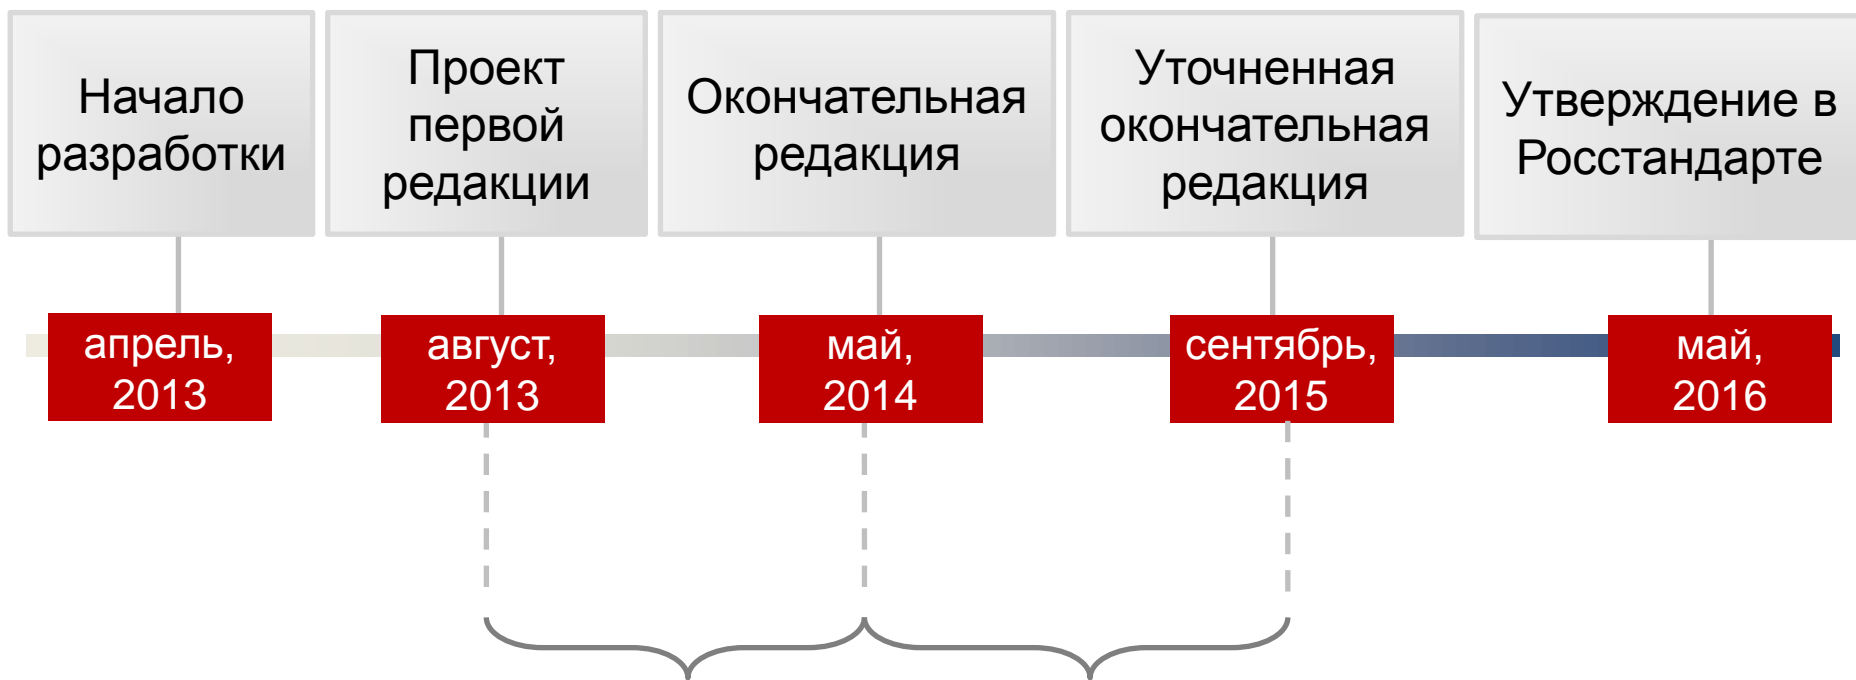 Начало
разработки
Проект
первой
редакции
Окончательная
редакция
Уточненная
окончательная
редакция
Утверждение в
Росстандарте
апрель,
2013
август,
2013
май,
2014
сентябрь,
2015
май,
2016